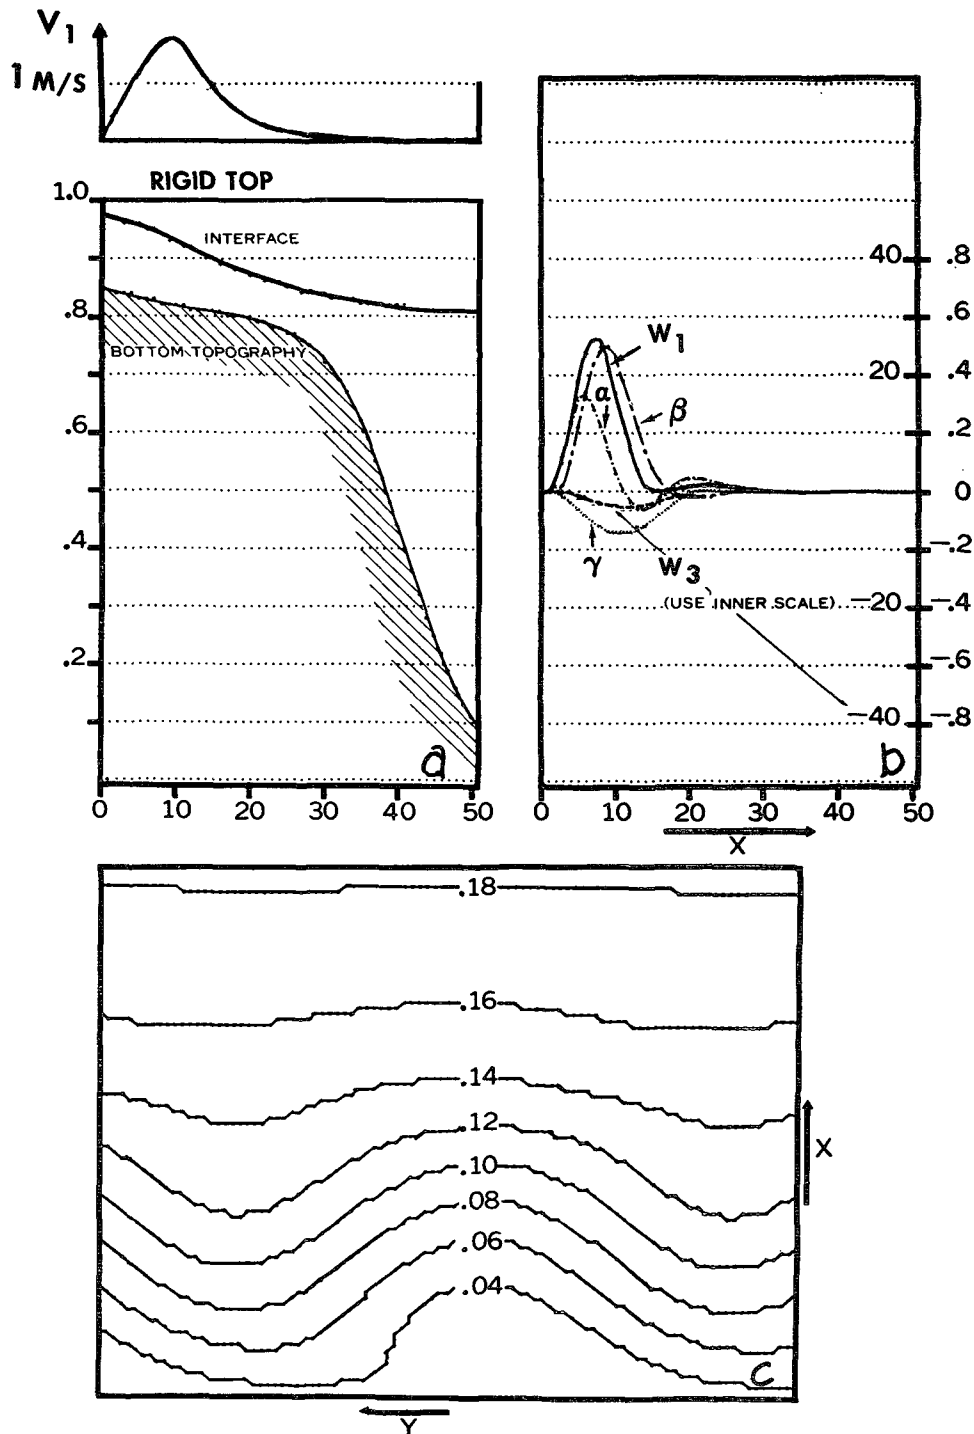 V1
1 M/S
RIGID TOP
1.0
INTERFACE
.8
BOTTOM TOPOGRAPHY
.6
.4
.2
a
0 10 20 30 40 50
40 .8
.6
W1
20 .4
α
β
.2
0 0
γ
W3
-.2
(USE INNER SCALE) -20 -.4
-.6
-40 -.8
b
0 10 20 30 40 50
X
.18
.16
.14
.12
X
.10
.08
.06
.04
c
Y